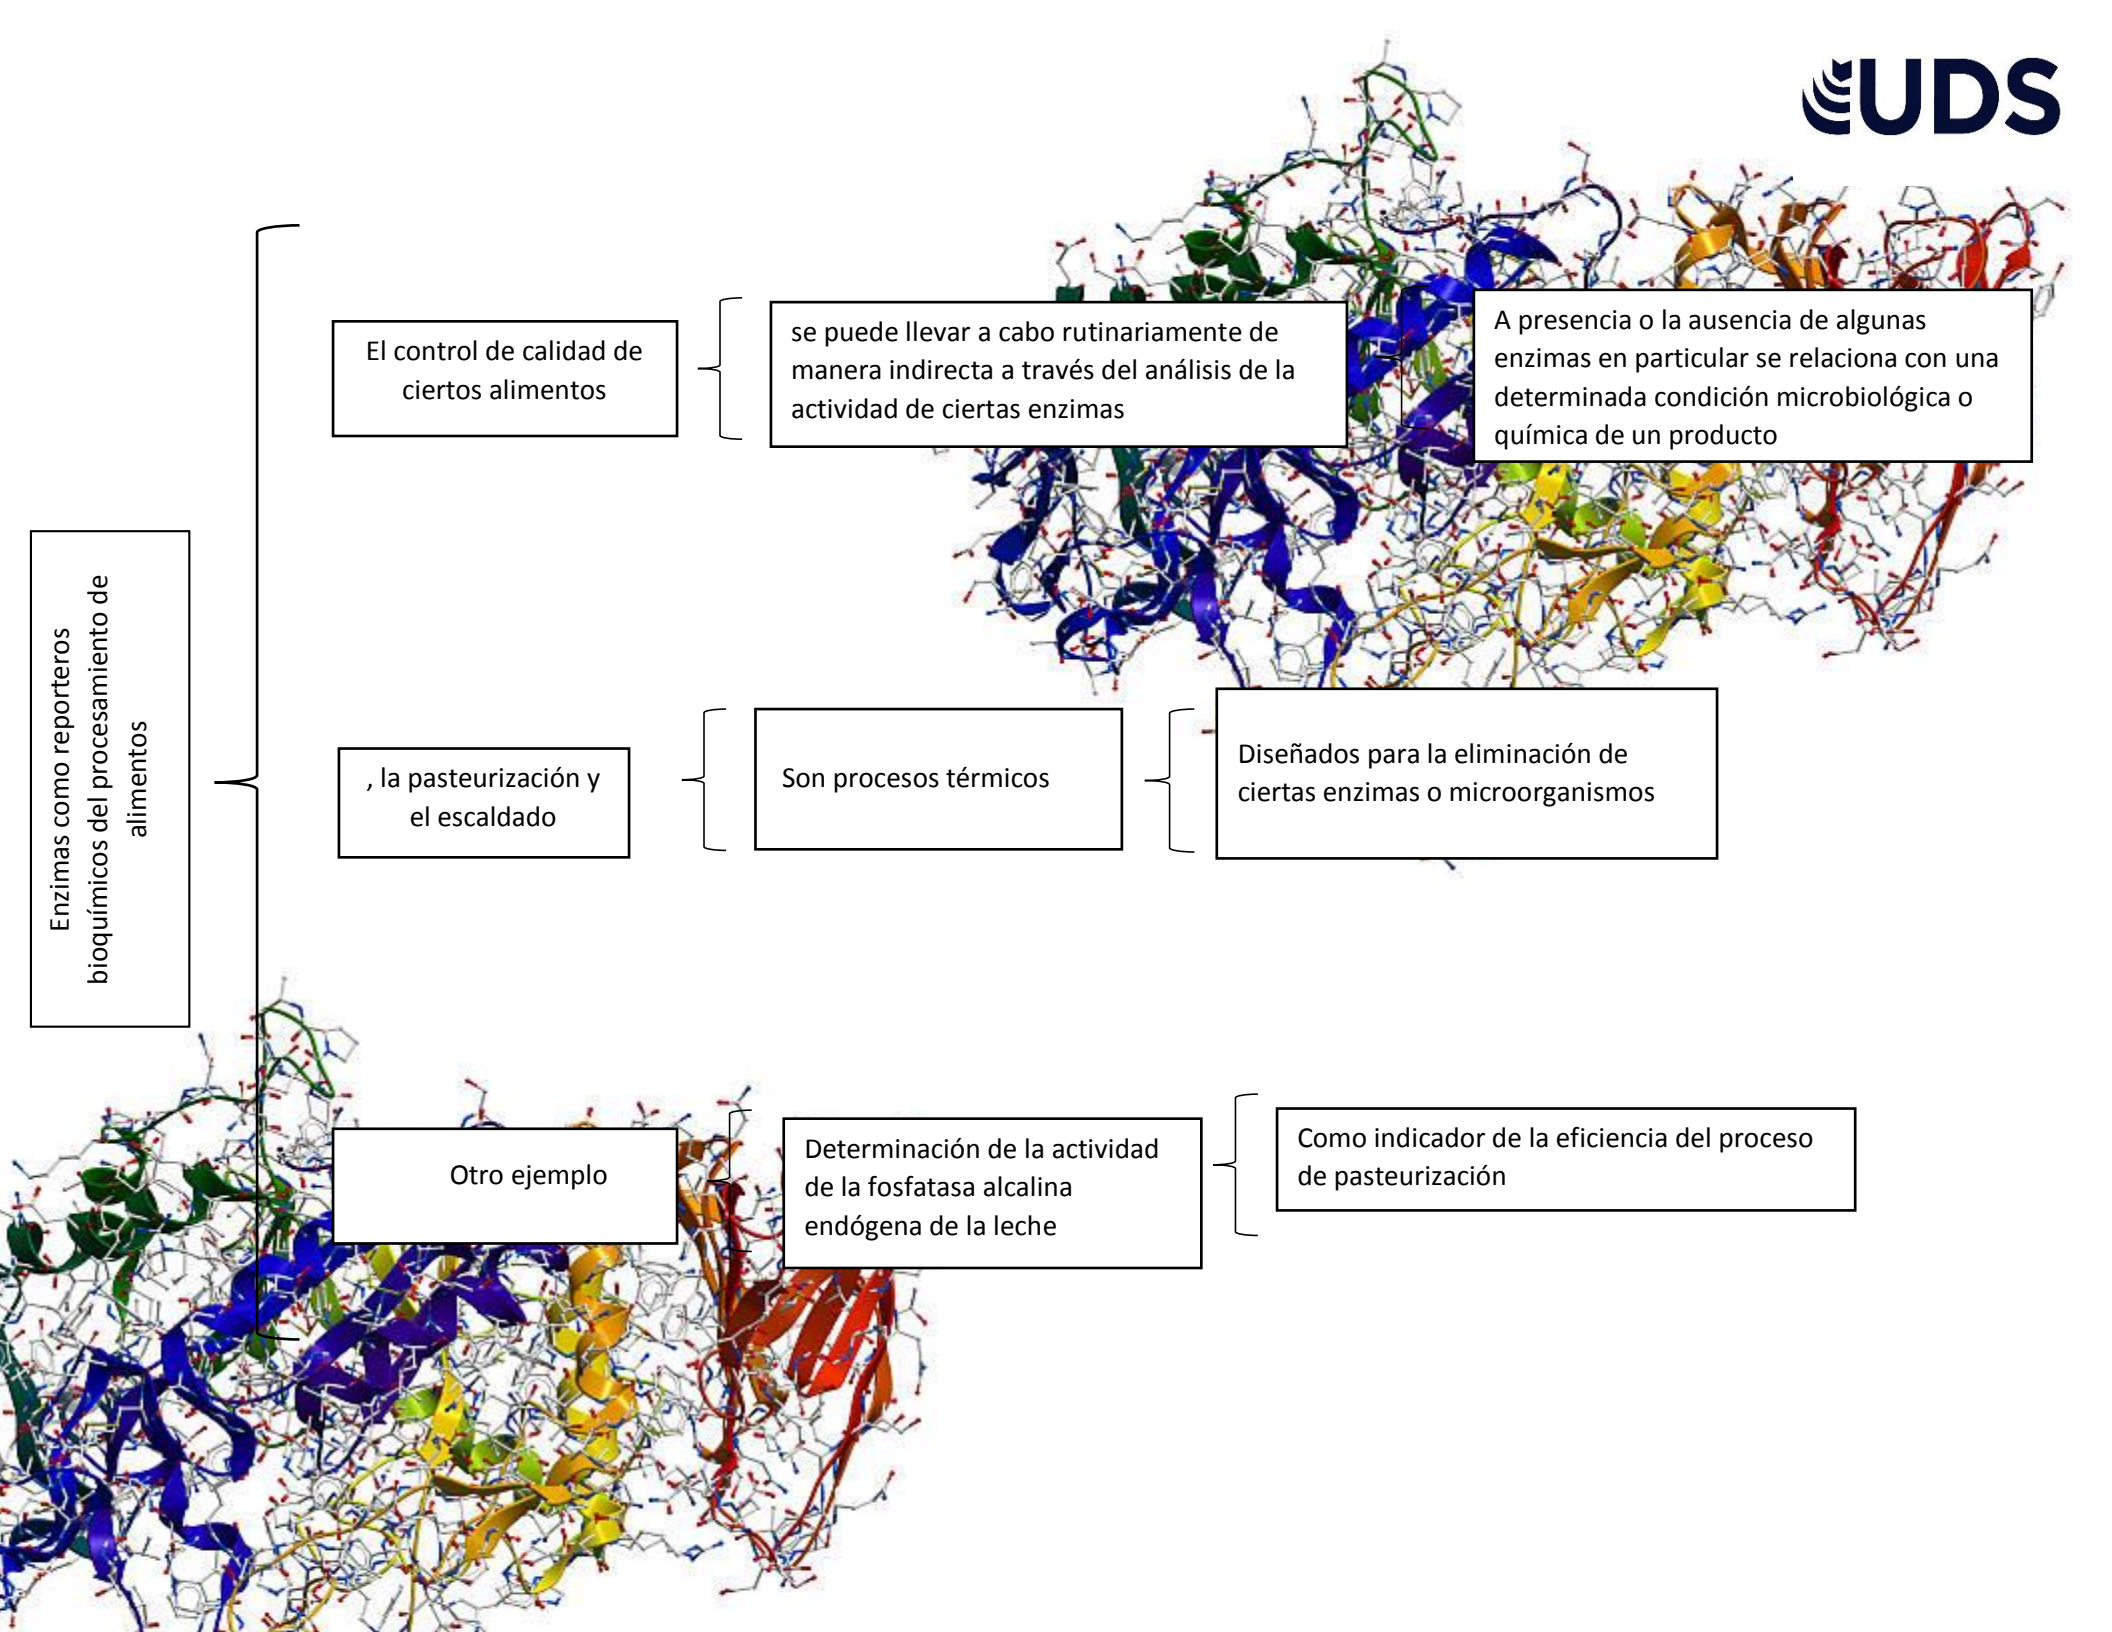 UDS
Enzimas como reporteros
bioquímicos del procesamiento de
alimentos
El control de calidad de
ciertos alimentos
se puede llevar a cabo rutinariamente de
manera indirecta a través del análisis de la
actividad de ciertas enzimas
A presencia o la ausencia de algunas
enzimas en particular se relaciona con una
determinada condición microbiológica o
química de un producto
, la pasteurización y
el escaldado
Son procesos térmicos
Diseñados para la eliminación de
ciertas enzimas o microorganismos
Otro ejemplo
Determinación de la actividad
de la fosfatasa alcalina
endógena de la leche
Como indicador de la eficiencia del proceso
de pasteurización